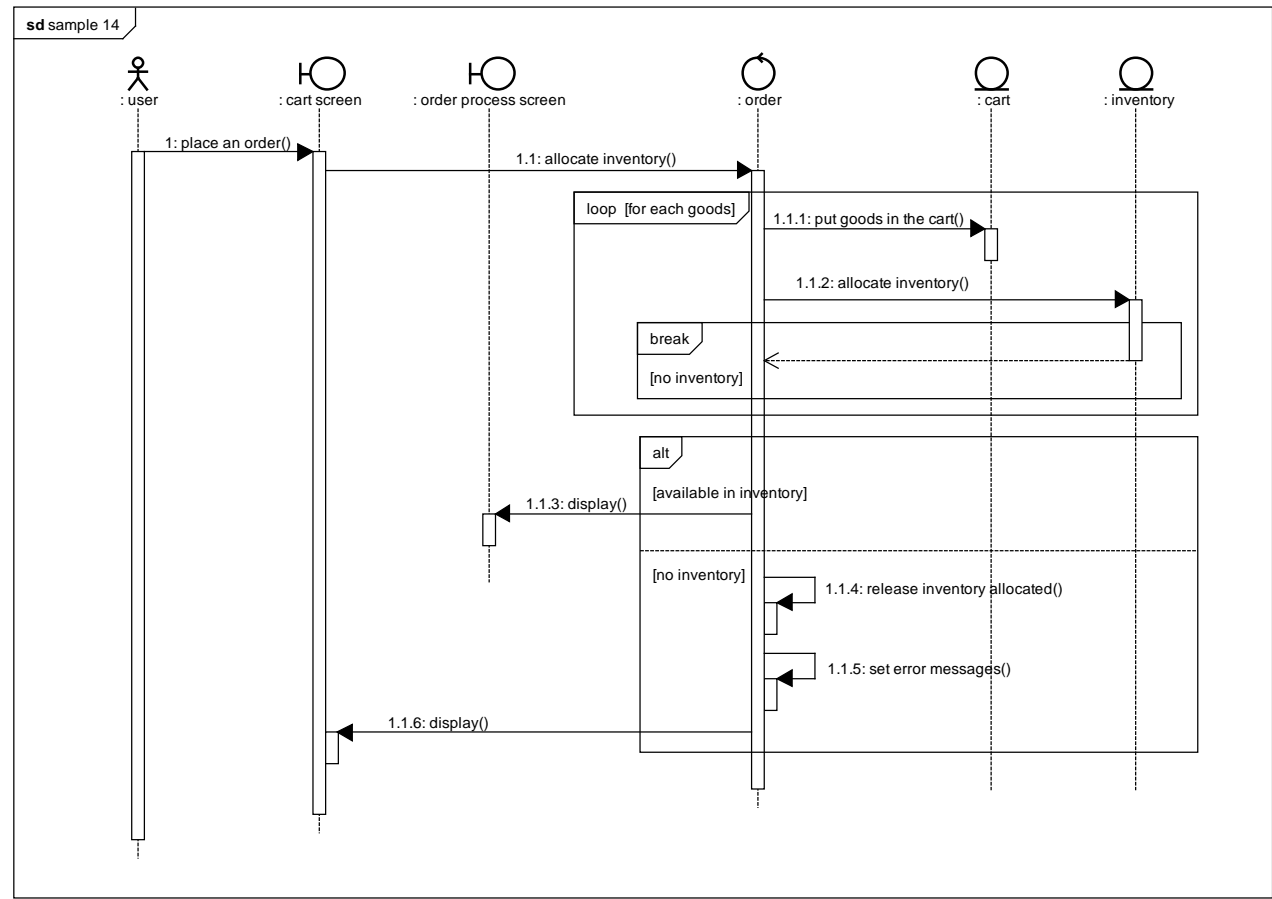 sd sample 14
: user
: cart screen
: order process screen
: order
: cart
: inventory
1: place an order()
1.1: allocate inventory()
loop [for each goods]
1.1.1: put goods in the cart()
1.1.2: allocate inventory()
break
[no inventory]
alt
[available in inventory]
1.1.3: display()
[no inventory]
1.1.4: release inventory allocated()
1.1.5: set error messages()
1.1.6: display()